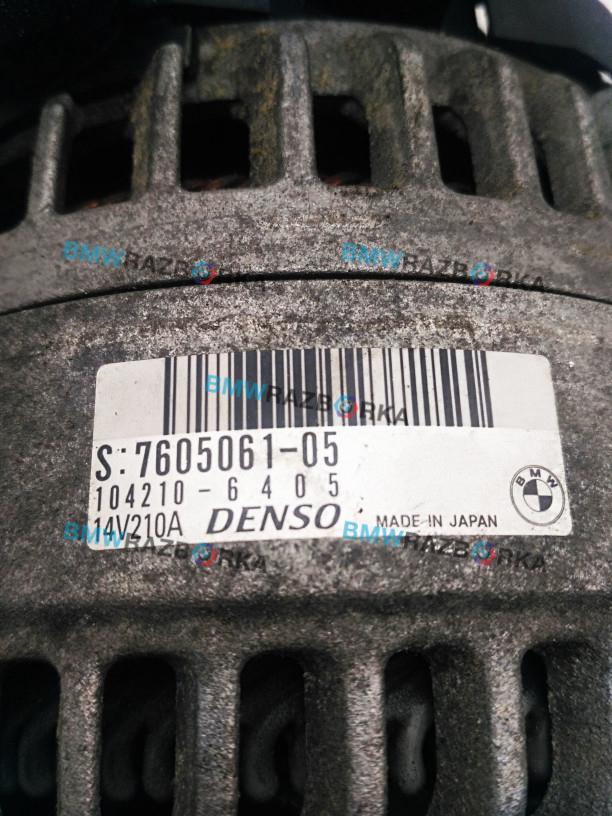 BMWRAZBORKA BMWRAZBORKA
BMWRAZBORKA
S:7605061-05
104210-6405
14V210A DENSO MADE IN JAPAN
BMW
BMWRAZBORKA BMWRAZBORKA